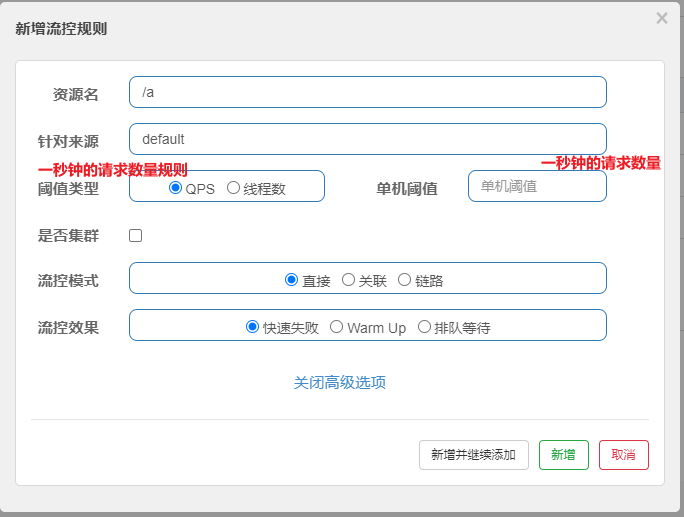 新增流控规则
×
资源名 /a
针对来源 default
一秒钟的请求数量规则 一秒钟的请求数量
阈值类型 QPS 线程数 单机阈值 单机阈值
是否集群
流控模式 直接 关联 链路
流控效果 快速失败 Warm Up 排队等待
关闭高级选项
新增并继续添加 新增 取消